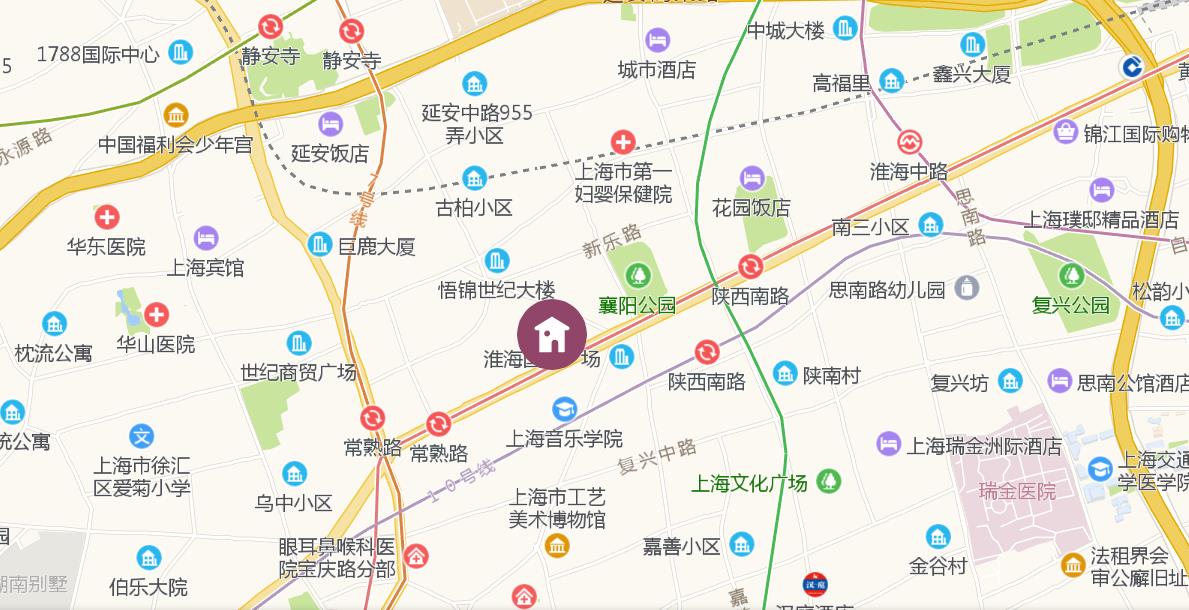 中城大楼
1788国际中心
静安寺
静安寺
城市酒店
鑫兴大厦
高福里
5
延安中路955
弄小区
中国福利会少年宫
延安饭店
锦江国际购物
永源路
上海市第一
妇婴保健院
淮海中路
7号线
古柏小区
花园饭店
思南路
上海璞邸精品酒店
南三小区
华东医院
上海宾馆
巨鹿大厦
新乐路
悟锦世纪大楼
襄阳公园
陕西南路
思南路幼儿园
复兴公园
松韵小
枕流公寓
华山医院
世纪商贸广场
淮海国
场
陕西南路
陕南村
复兴坊
思南公馆酒店
常熟路
常熟路
上海音乐学院
上海瑞金洲际酒店
上海市徐汇
区爱菊小学
复兴中路
上海交通
学医学院
10号线
上海文化广场
瑞金医院
乌中小区
上海市工艺
美术博物馆
眼耳鼻喉科医
院宝庆路分部
嘉善小区
金谷村
法租界会
审公廨旧址
伯乐大院
湖南别墅
嘉善
汉庭酒店